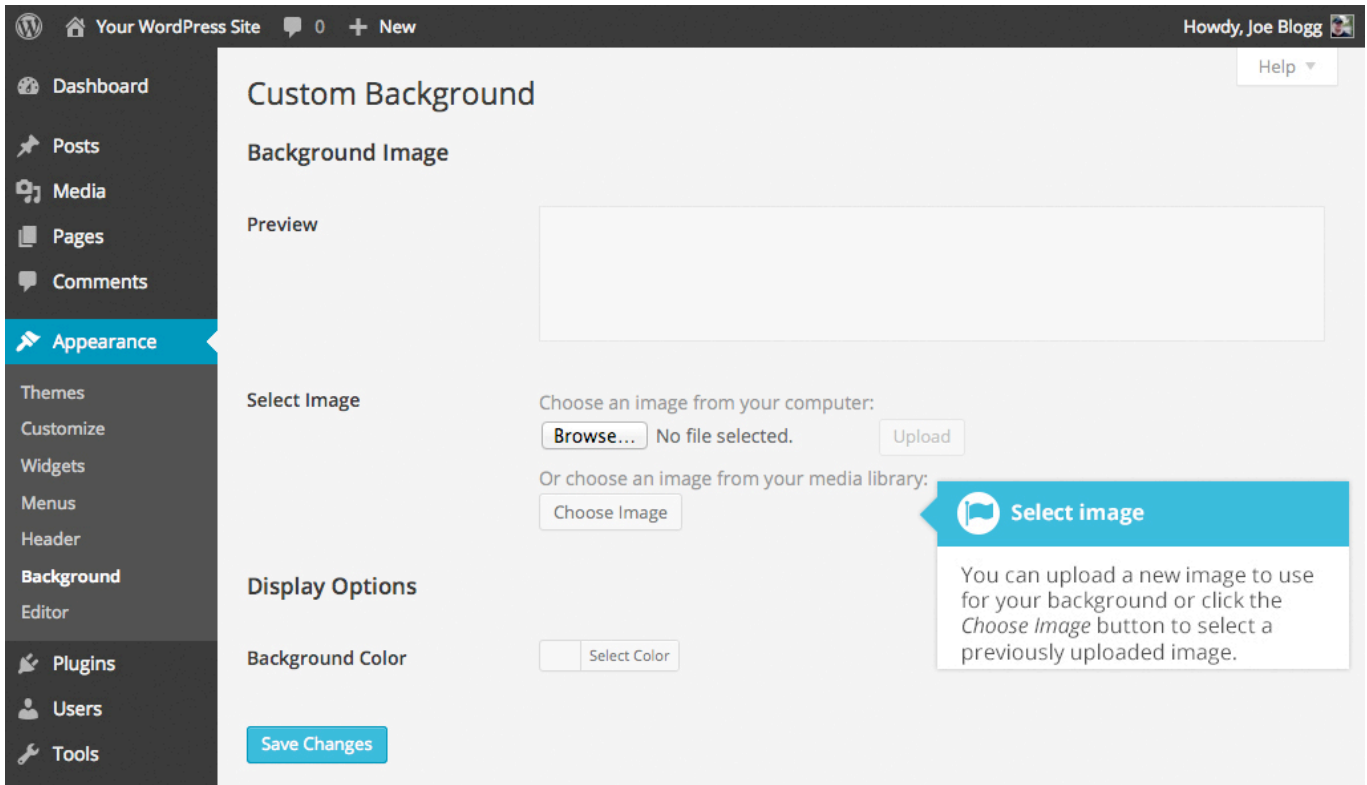 Your WordPress Site 0 New Howdy, Joe Blogg
Help
Dashboard
Posts
Media
Pages
Comments
Appearance
Themes
Customize
Widgets
Menus
Header
Background
Editor
Plugins
Users
Tools
Custom Background
Background Image
Preview
Select Image
Choose an image from your computer:
Browse... No file selected. Upload
Or choose an image from your media library:
Choose Image
Select image
You can upload a new image to use
for your background or click the
Choose Image button to select a
previously uploaded image.
Display Options
Background Color Select Color
Save Changes